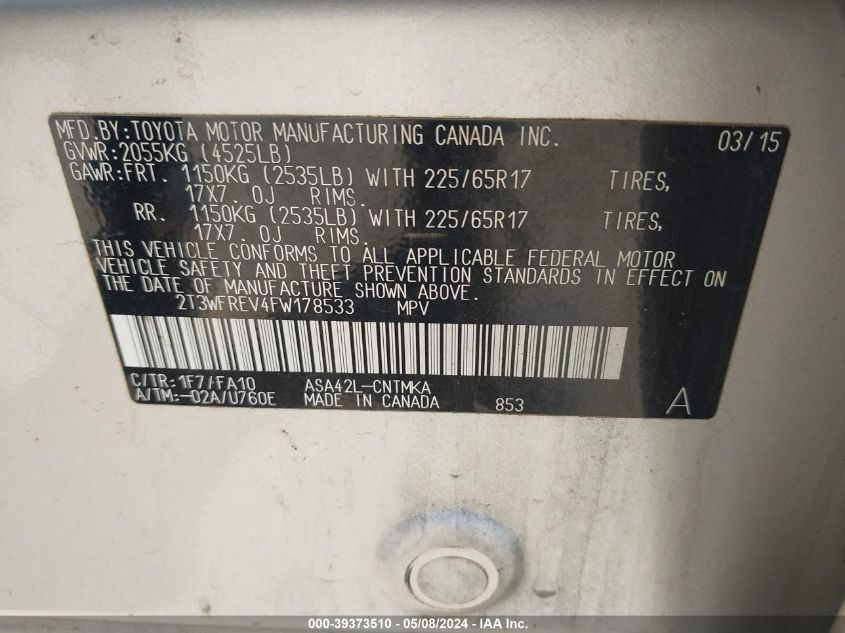 MFD.BY:TOYOTA MOTOR MANUFACTURING CANADA INC. 03/15
GVWR:2055KG (4525LB)
GAWR:FRT. 1150KG (2535LB) WITH 225/65R17 TIRES,
17X7. 0J RIMS.
RR. 1150KG (2535LB) WITH 225/65R17 TIRES,
17X7. 0J RIMS.
THIS VEHICLE CONFORMS TO ALL APPLICABLE FEDERAL MOTOR
VEHICLE SAFETY AND THEFT PREVENTION STANDARDS IN EFFECT ON
THE DATE OF MANUFACTURE SHOWN ABOVE.
2T3WFREV4FW178533 MPV
C/TR:1F7/FA10 ASA42L-CNTMKA
A/TM:-02A/U760E MADE IN CANADA 853 A
000-39373510 - 05/08/2024 - IAA Inc.